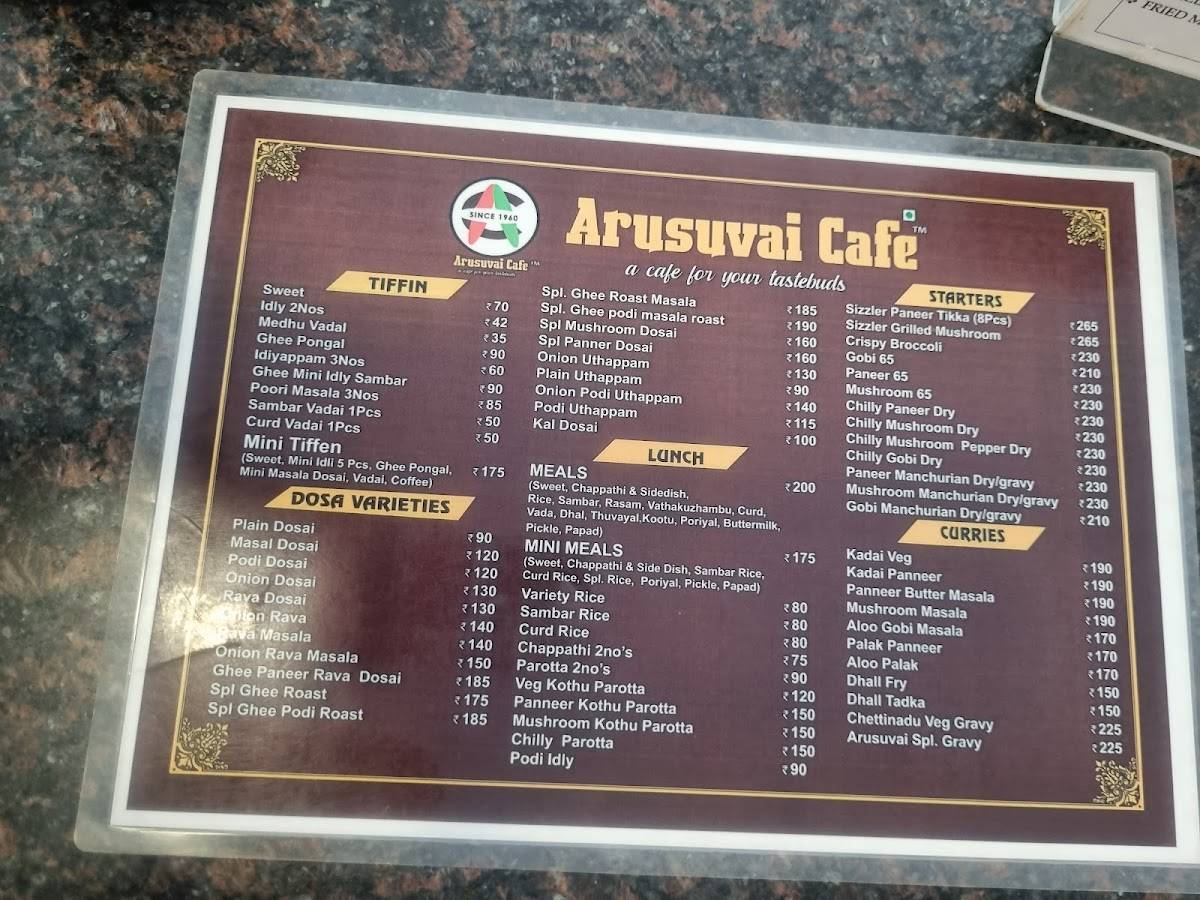 FRIED M
SINCE 1960
Arusuvai Cafe ™
a cafe for your tastebuds
Arusuvai Cafe ™
a cafe for your tastebuds
TIFFIN
Sweet ₹70
Idly 2Nos ₹42
Medhu Vadal ₹35
Ghee Pongal ₹90
Idiyappam 3Nos ₹60
Ghee Mini Idly Sambar ₹90
Poori Masala 3Nos ₹85
Sambar Vadai 1Pcs ₹50
Curd Vadai 1Pcs ₹50
Mini Tiffen ₹175
(Sweet, Mini Idli 5 Pcs, Ghee Pongal,
Mini Masala Dosai, Vadai, Coffee)
DOSA VARIETIES
Plain Dosai ₹90
Masal Dosai ₹120
Podi Dosai ₹120
Onion Dosai ₹130
Rava Dosai ₹130
Onion Rava ₹140
Rava Masala ₹140
Onion Rava Masala ₹150
Ghee Paneer Rava Dosai ₹185
Spl Ghee Roast ₹175
Spl Ghee Podi Roast ₹185
Spl. Ghee Roast Masala ₹185
Spl. Ghee podi masala roast ₹190
Spl Mushroom Dosai ₹160
Spl Panner Dosai ₹160
Onion Uthappam ₹130
Plain Uthappam ₹90
Onion Podi Uthappam ₹140
Podi Uthappam ₹115
Kal Dosai ₹100
LUNCH
MEALS ₹200
(Sweet, Chappathi & Sidedish,
Rice, Sambar, Rasam, Vathakuzhambu, Curd,
Vada, Dhal, Thuvayal,Kootu, Poriyal, Buttermilk,
Pickle, Papad)
MINI MEALS ₹175
(Sweet, Chappathi & Side Dish, Sambar Rice,
Curd Rice, Spl. Rice, Poriyal, Pickle, Papad)
Variety Rice ₹80
Sambar Rice ₹80
Curd Rice ₹80
Chappathi 2no's ₹75
Parotta 2no's ₹90
Veg Kothu Parotta ₹120
Panneer Kothu Parotta ₹150
Mushroom Kothu Parotta ₹150
Chilly Parotta ₹150
Podi Idly ₹90
STARTERS
Sizzler Paneer Tikka (8Pcs) ₹265
Sizzler Grilled Mushroom ₹265
Crispy Broccoli ₹230
Gobi 65 ₹210
Paneer 65 ₹230
Mushroom 65 ₹230
Chilly Paneer Dry ₹230
Chilly Mushroom Dry ₹230
Chilly Mushroom Pepper Dry ₹230
Chilly Gobi Dry ₹230
Paneer Manchurian Dry/gravy ₹230
Mushroom Manchurian Dry/gravy ₹230
Gobi Manchurian Dry/gravy ₹210
CURRIES
Kadai Veg ₹190
Kadai Panneer ₹190
Panneer Butter Masala ₹190
Mushroom Masala ₹190
Aloo Gobi Masala ₹170
Palak Panneer ₹170
Aloo Palak ₹170
Dhall Fry ₹150
Dhall Tadka ₹150
Chettinadu Veg Gravy ₹225
Arusuvai Spl. Gravy ₹225